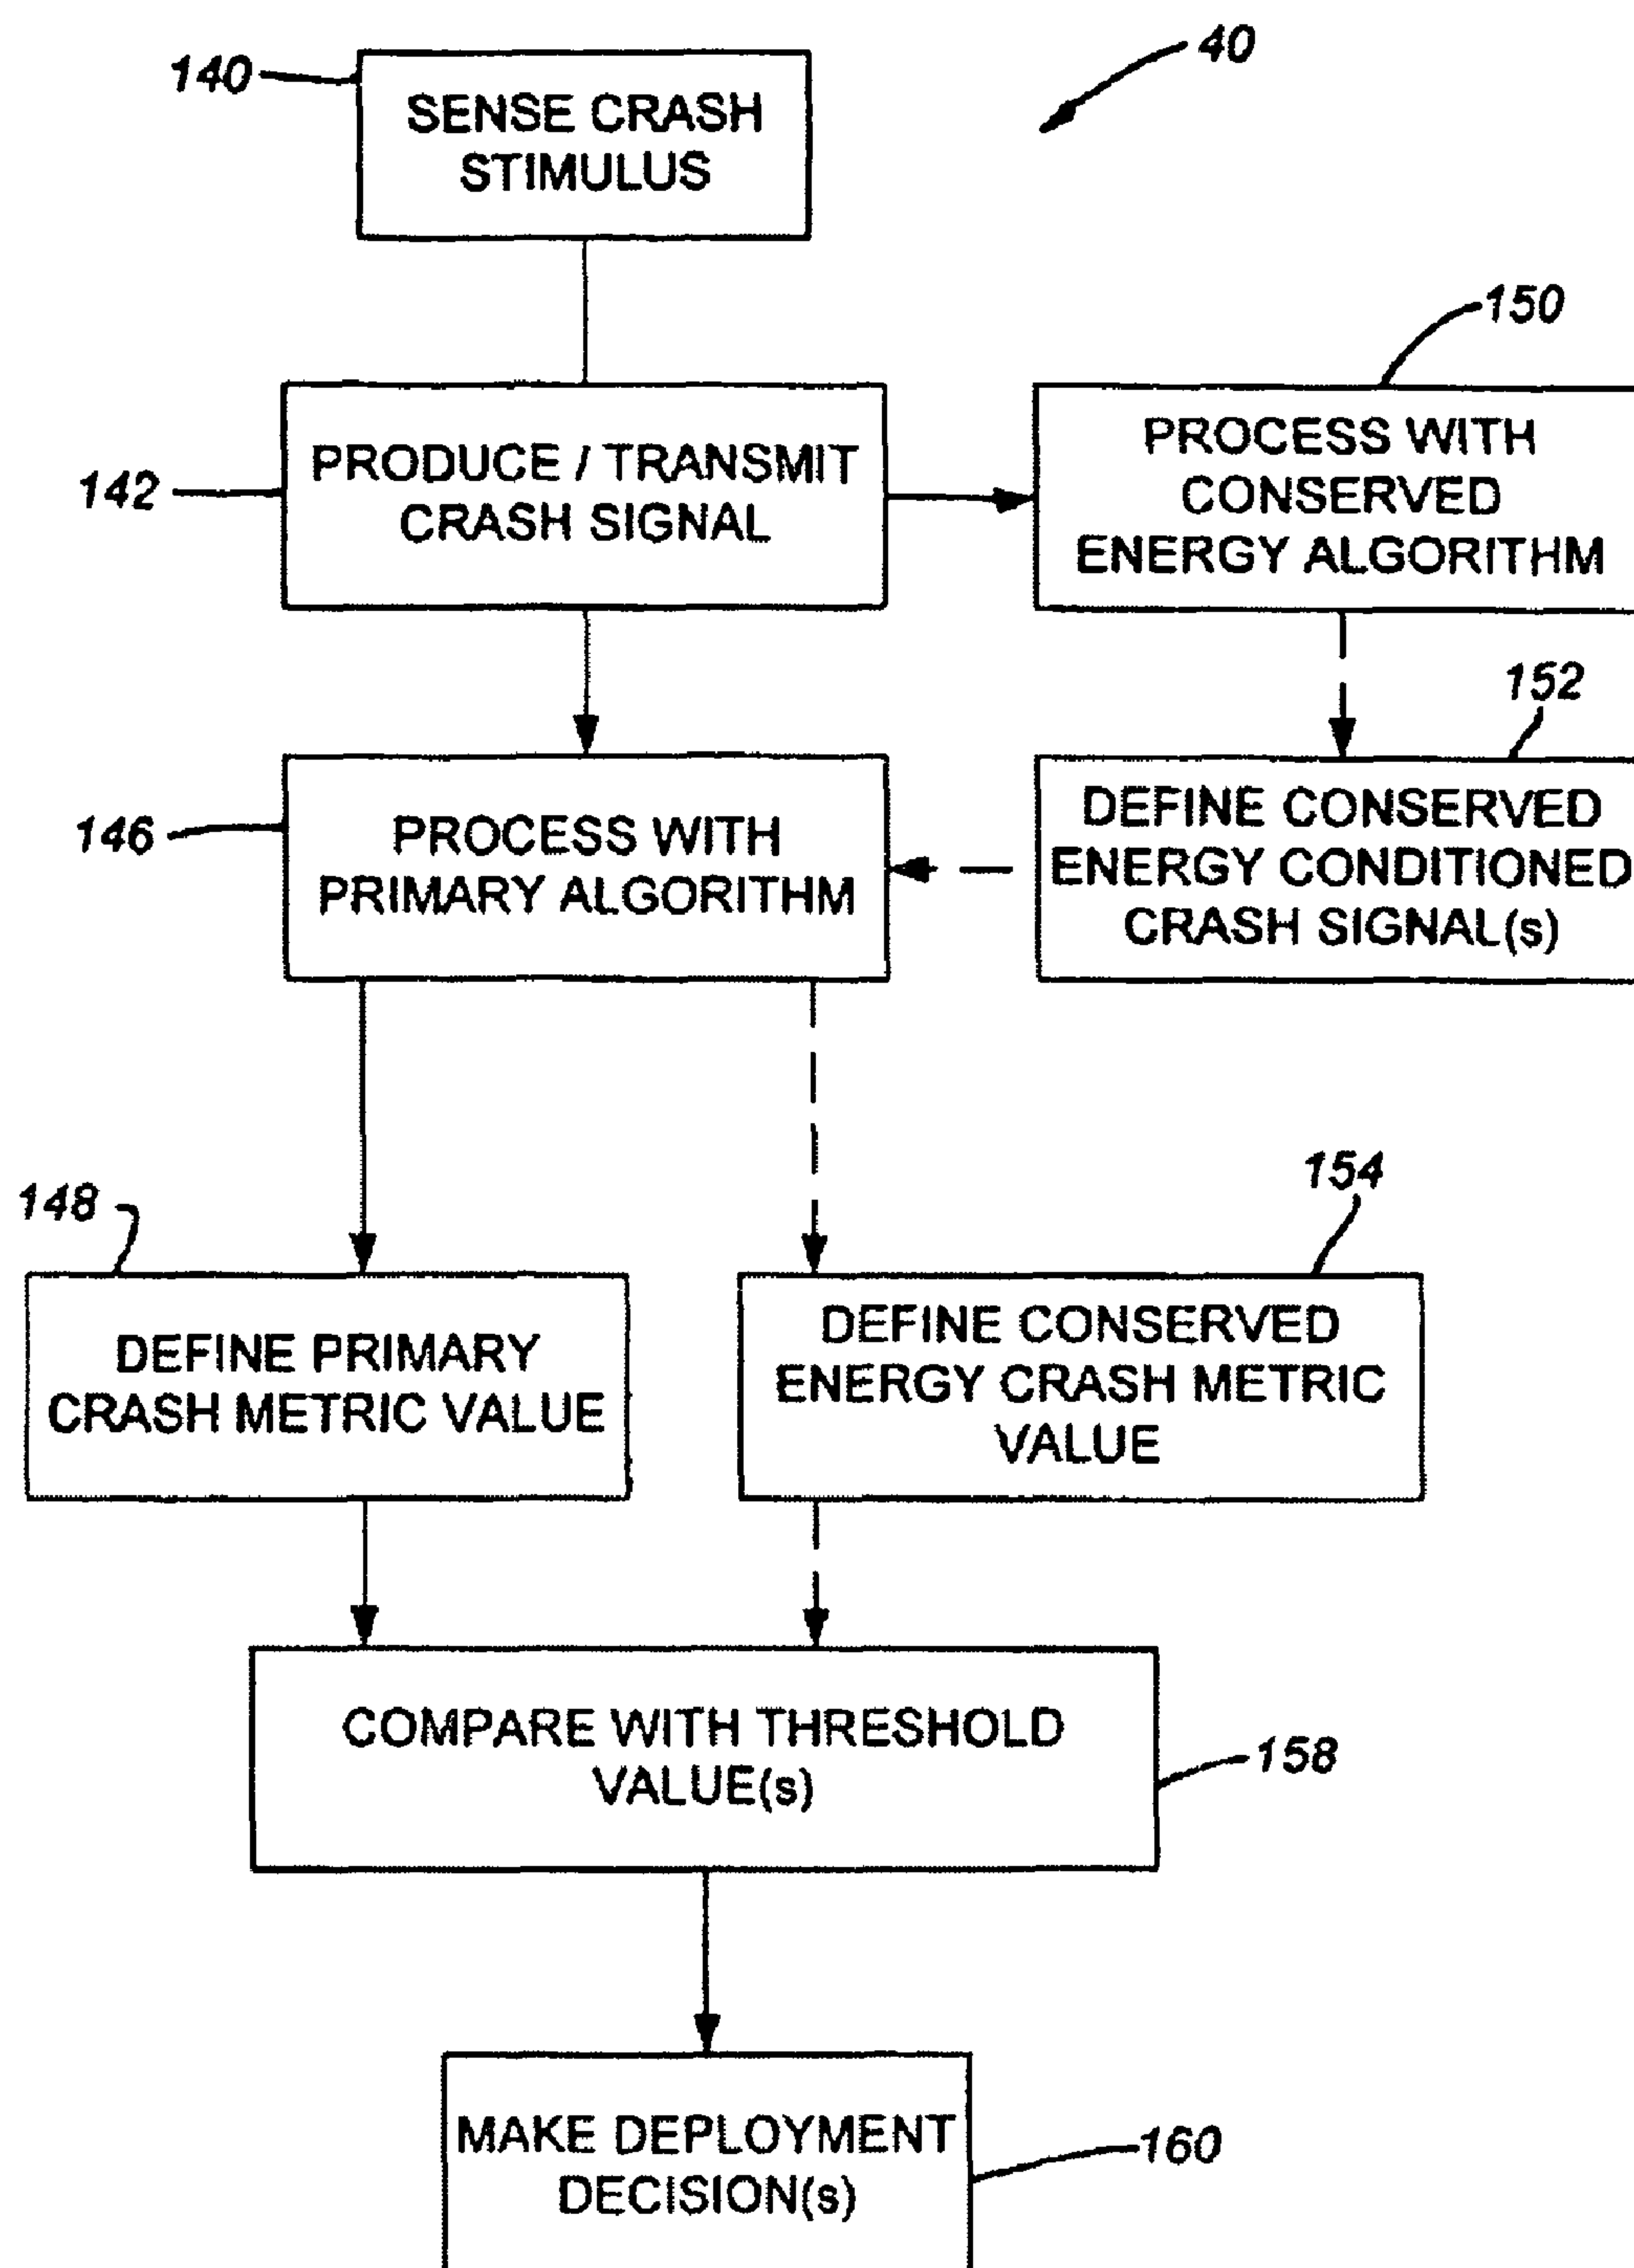 40
140
SENSE CRASH
STIMULUS
150
142
PRODUCE / TRANSMIT
CRASH SIGNAL
PROCESS WITH
CONSERVED
ENERGY ALGORITHM
152
146
PROCESS WITH
PRIMARY ALGORITHM
DEFINE CONSERVED
ENERGY CONDITIONED
CRASH SIGNAL(s)
148
154
DEFINE PRIMARY
CRASH METRIC VALUE
DEFINE CONSERVED
ENERGY CRASH METRIC
VALUE
COMPARE WITH THRESHOLD
VALUE(s)
158
MAKE DEPLOYMENT
DECISION(s)
160